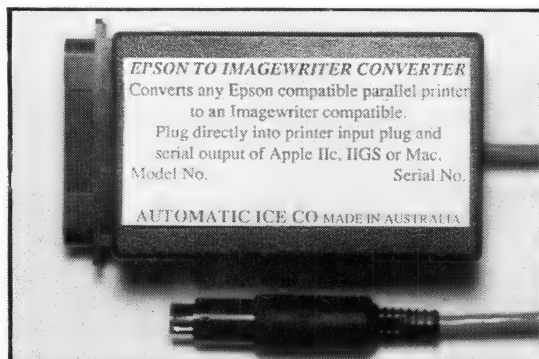 EPSON TO IMAGEWRITER CONVERTER
Converts any Epson compatible parallel printer
to an Imagewriter compatible.
Plug directly into printer input plug and
serial output of Apple IIc, IIGS or Mac.
Model No. Serial No.
AUTOMATIC ICE CO MADE IN AUSTRALIA